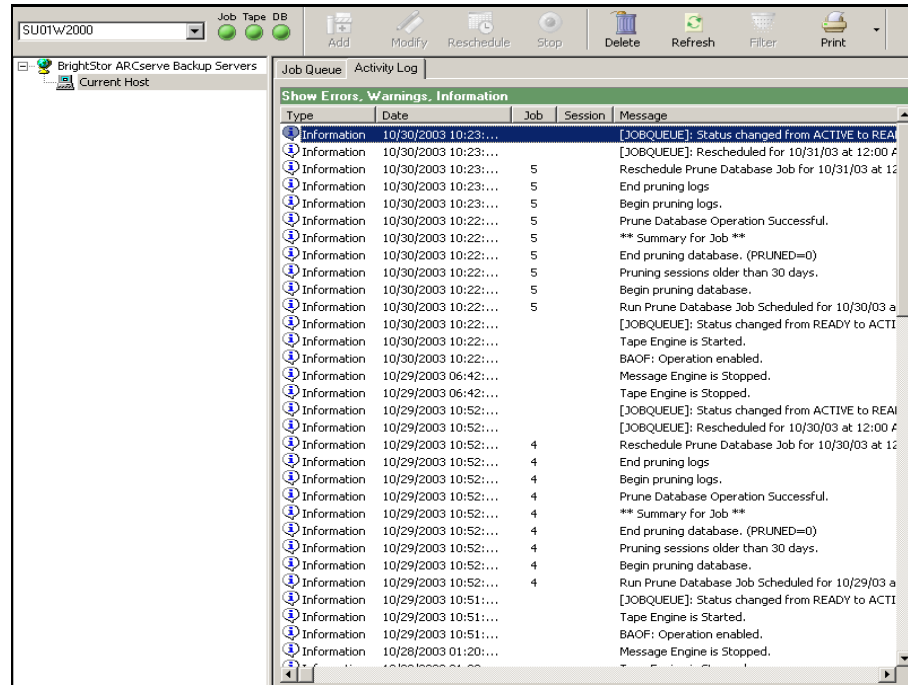 SU01W2000
Job Tape DB
Add Modify Reschedule Stop Delete Refresh Filter Print
BrightStor ARCserve Backup Servers
Current Host
Job Queue Activity Log
Show Errors, Warnings, Information
Type Date Job Session Message
Information 10/30/2003 10:23:... [JOBQUEUE]: Status changed from ACTIVE to REA
Information 10/30/2003 10:23:... [JOBQUEUE]: Rescheduled for 10/31/03 at 12:00 A
Information 10/30/2003 10:23:... 5 Reschedule Prune Database Job for 10/31/03 at 12
Information 10/30/2003 10:23:... 5 End pruning logs
Information 10/30/2003 10:23:... 5 Begin pruning logs.
Information 10/30/2003 10:22:... 5 Prune Database Operation Successful.
Information 10/30/2003 10:22:... 5 ** Summary for Job **
Information 10/30/2003 10:22:... 5 End pruning database. (PRUNED=0)
Information 10/30/2003 10:22:... 5 Pruning sessions older than 30 days.
Information 10/30/2003 10:22:... 5 Begin pruning database.
Information 10/30/2003 10:22:... 5 Run Prune Database Job Scheduled for 10/30/03 a
Information 10/30/2003 10:22:... [JOBQUEUE]: Status changed from READY to ACTI
Information 10/30/2003 10:22:... Tape Engine is Started.
Information 10/30/2003 10:22:... BAOF: Operation enabled.
Information 10/29/2003 06:42:... Message Engine is Stopped.
Information 10/29/2003 06:42:... Tape Engine is Stopped.
Information 10/29/2003 10:52:... [JOBQUEUE]: Status changed from ACTIVE to REA
Information 10/29/2003 10:52:... [JOBQUEUE]: Rescheduled for 10/30/03 at 12:00 A
Information 10/29/2003 10:52:... 4 Reschedule Prune Database Job for 10/30/03 at 12
Information 10/29/2003 10:52:... 4 End pruning logs
Information 10/29/2003 10:52:... 4 Begin pruning logs.
Information 10/29/2003 10:52:... 4 Prune Database Operation Successful.
Information 10/29/2003 10:52:... 4 ** Summary for Job **
Information 10/29/2003 10:52:... 4 End pruning database. (PRUNED=0)
Information 10/29/2003 10:52:... 4 Pruning sessions older than 30 days.
Information 10/29/2003 10:52:... 4 Begin pruning database.
Information 10/29/2003 10:52:... 4 Run Prune Database Job Scheduled for 10/29/03 a
Information 10/29/2003 10:51:... [JOBQUEUE]: Status changed from READY to ACTI
Information 10/29/2003 10:51:... Tape Engine is Started.
Information 10/29/2003 10:51:... BAOF: Operation enabled.
Information 10/28/2003 01:20:... Message Engine is Stopped.